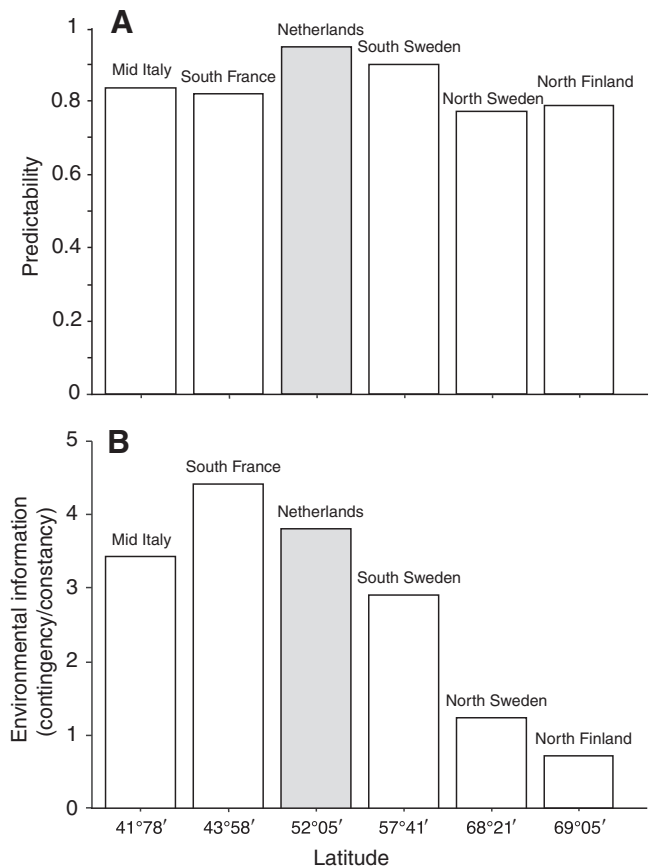 A
Predictability
1
0.8
0.6
0.4
0.2
0
Mid Italy
South France
Netherlands
South Sweden
North Sweden
North Finland
B
Environmental information
(contingency/constancy)
5
4
3
2
1
0
Mid Italy
South France
Netherlands
South Sweden
North Sweden
North Finland
41°78′
43°58′
52°05′
57°41′
68°21′
69°05′
Latitude